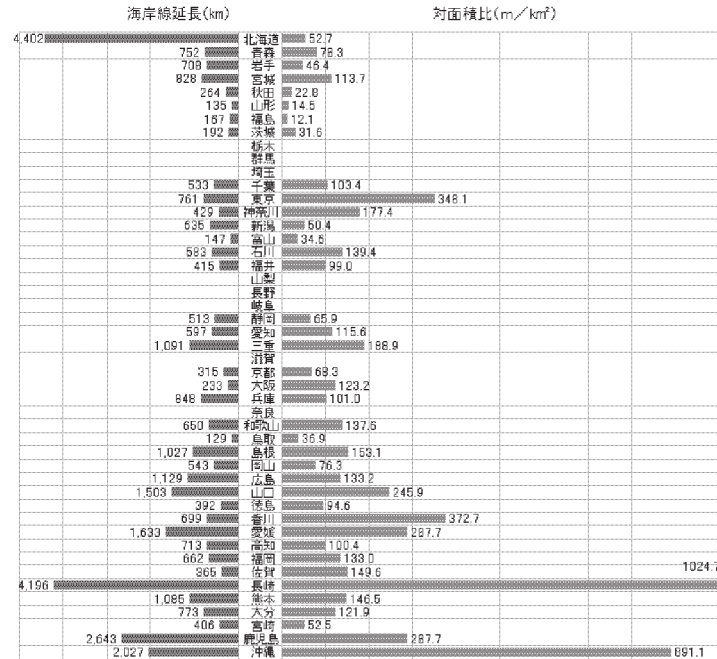 海岸線延長(km) 対面積比(m/km²)
4,402 北海道 52.7
752 青森 78.3
708 岩手 46.4
828 宮城 113.7
264 秋田 22.8
135 山形 14.5
167 福島 12.1
192 茨城 31.6
栃木
群馬
埼玉
533 千葉 103.4
761 東京 348.1
429 神奈川 177.4
635 新潟 50.4
147 富山 34.6
583 石川 139.4
415 福井 99.0
山梨
長野
岐阜
513 静岡 65.9
597 愛知 115.6
1,091 三重 188.9
滋賀
315 京都 68.3
233 大阪 123.2
848 兵庫 101.0
奈良
650 和歌山 137.6
129 鳥取 36.9
1,027 島根 153.1
543 岡山 76.3
1,129 広島 133.2
1,503 山口 245.9
392 徳島 94.6
699 香川 372.7
1,633 愛媛 287.7
713 高知 100.4
662 福岡 133.0
365 佐賀 149.6
1024.7
4,196 長崎
1,085 熊本 146.5
773 大分 121.9
406 宮崎 52.5
2,643 鹿児島 287.7
2,027 沖縄 891.1